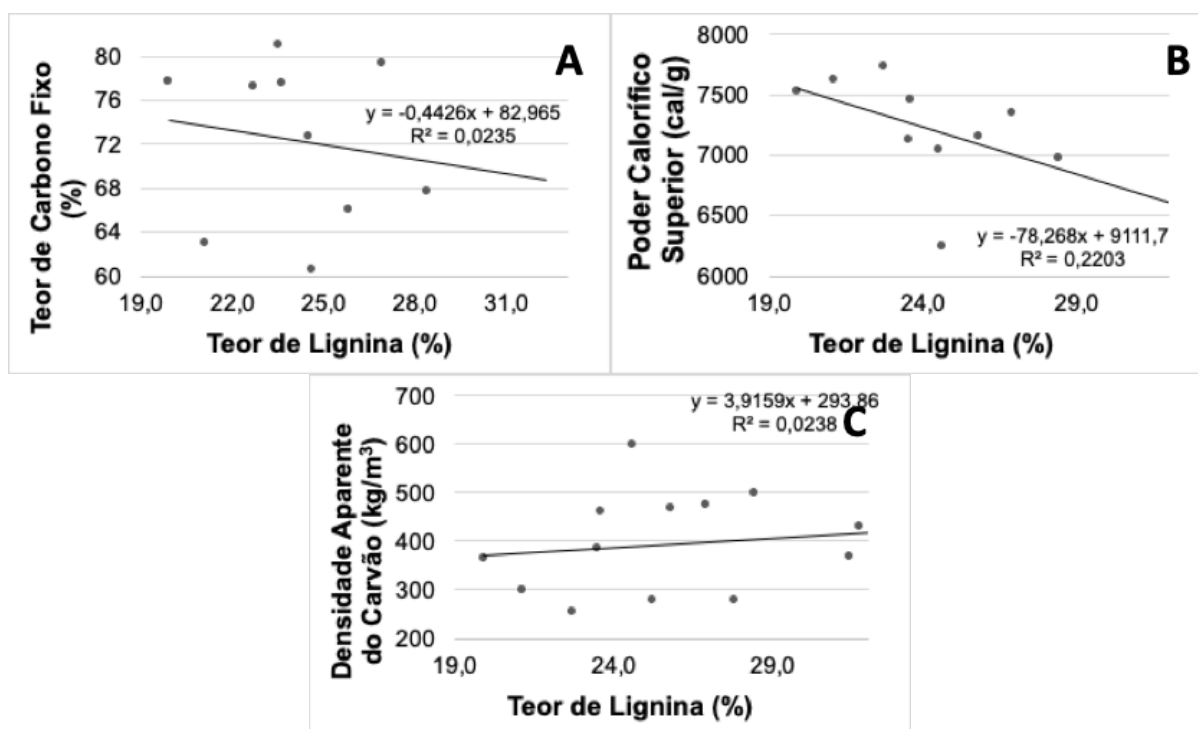 A
Teor de Carbono Fixo
(%)
80
76
72
68
64
60
y = -0,4426x + 82,965
R² = 0,0235
19,0 22,0 25,0 28,0 31,0
Teor de Lignina (%)
B
Poder Calorífico
Superior (cal/g)
8000
7500
7000
6500
6000
y = -78,268x + 9111,7
R² = 0,2203
19,0 24,0 29,0
Teor de Lignina (%)
C
Densidade Aparente
do Carvão (kg/m³)
700
600
500
400
300
200
y = 3,9159x + 293,86
R² = 0,0238
19,0 24,0 29,0
Teor de Lignina (%)